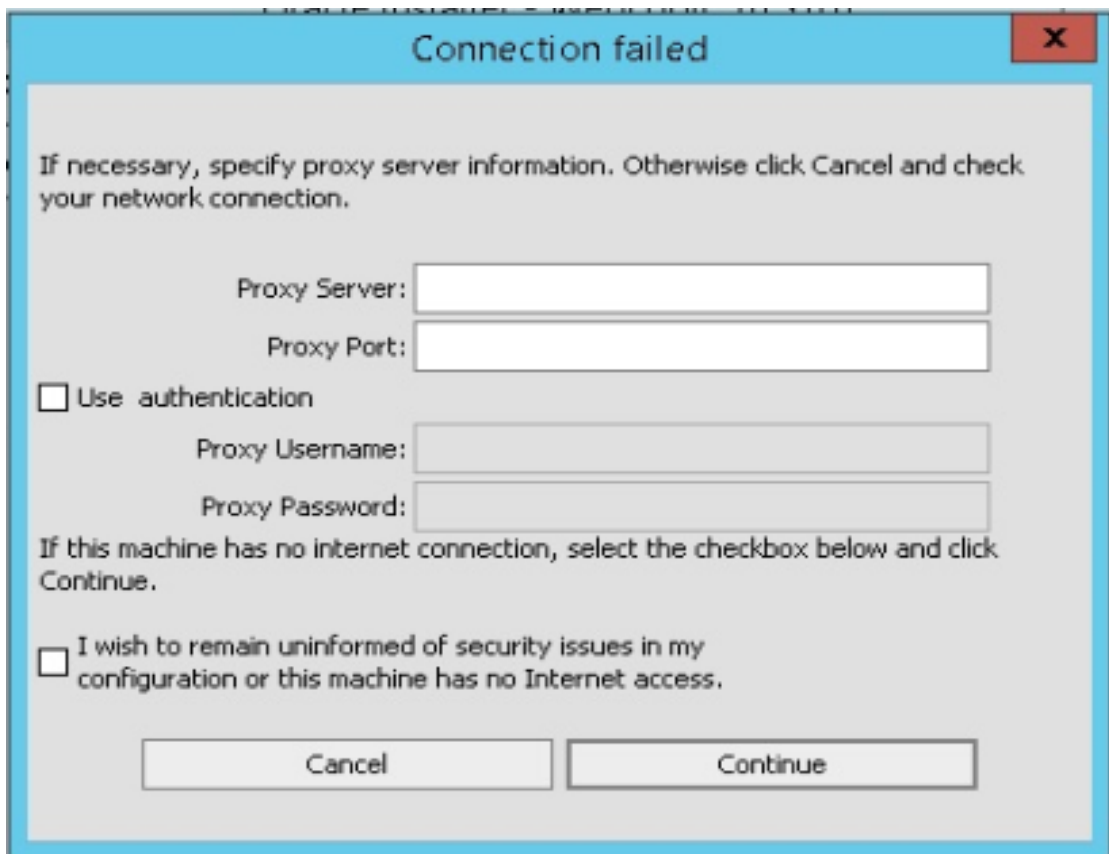 Connection failed
x
If necessary, specify proxy server information. Otherwise click Cancel and check
your network connection.
Proxy Server:
Proxy Port:
Use authentication
Proxy Username:
Proxy Password:
If this machine has no internet connection, select the checkbox below and click
Continue.
I wish to remain uninformed of security issues in my
configuration or this machine has no Internet access.
Cancel
Continue